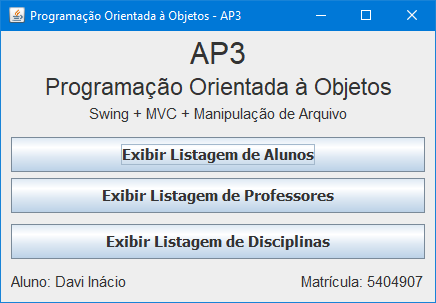 Programação Orientada à Objetos - AP3
AP3
Programação Orientada à Objetos
Swing + MVC + Manipulação de Arquivo
Exibir Listagem de Alunos
Exibir Listagem de Professores
Exibir Listagem de Disciplinas
Aluno: Davi Inácio Matrícula: 5404907